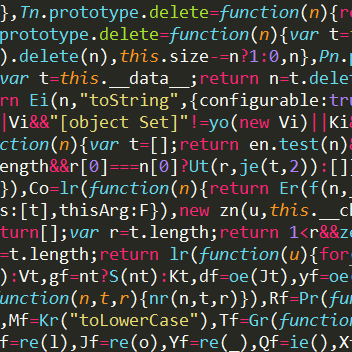 },Tn.prototype.delete=function(n){re
prototype.delete=function(n){var t=
).delete(n),this.size-=n?1:0,n},Pn.p
var t=this.__data__;return n=t.dele
rn Ei(n,"toString",{configurable:tru
|Vi&&"[object Set]"!=yo(new Vi)||Ki&
ction(n){var t=[];return en.test(n)&
ength&&r[0]===n[0]?Ut(r,je(t,2)):[]}
}),Co=lr(function(n){return Er(f(n,_
s:[t],thisArg:F}),new zn(u,this.__ch
turn[];var r=t.length;return 1<r&&ze
=t.length;return lr(function(u){for(
):Vt,gf=nt?S(nt):Kt,df=oe(Jt),yf=oe(
unction(n,t,r){nr(n,t,r)}),Rf=Pr(fun
,Mf=Kr("toLowerCase"),Tf=Gr(function
f=re(l),Jf=re(o),Yf=re(_),Qf=ie(),X